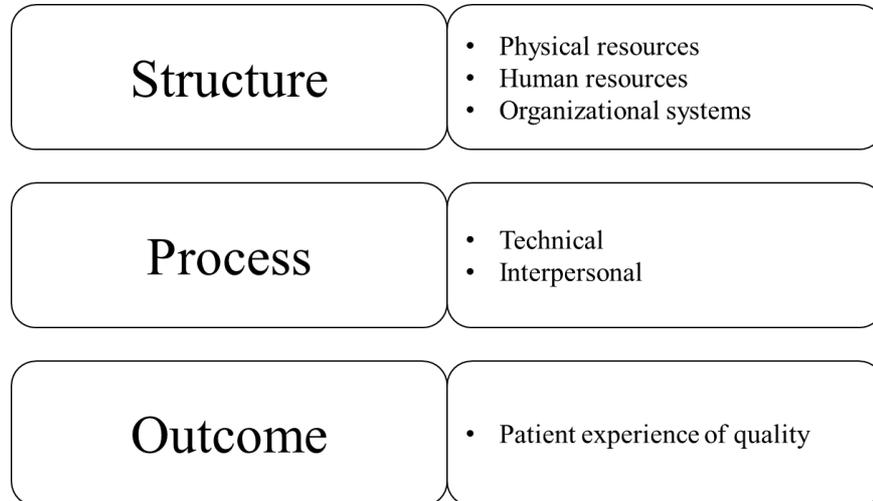 Structure
• Physical resources
• Human resources
• Organizational systems
Process
• Technical
• Interpersonal
Outcome
• Patient experience of quality